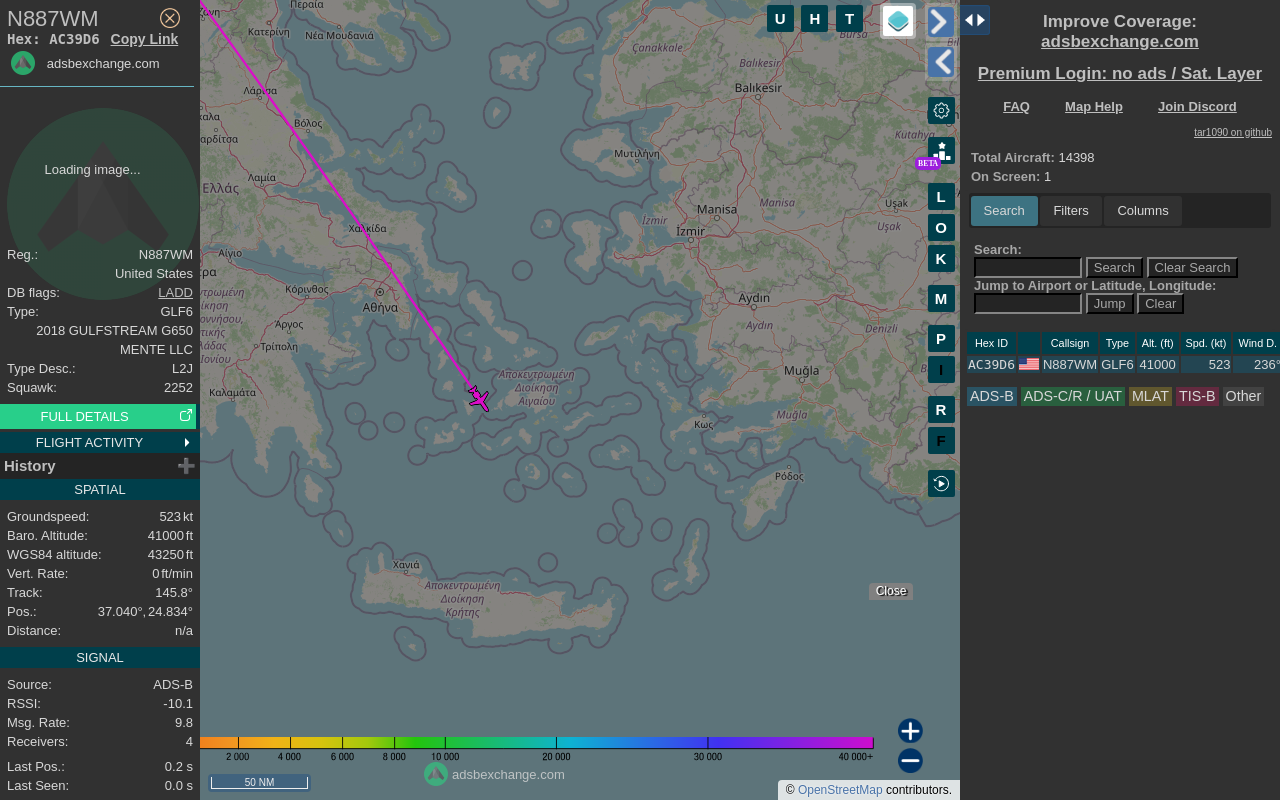 N887WM
Hex: AC39D6 Copy Link
adsbexchange.com
Loading image...
Reg.: N887WM
United States
DB flags: LADD
Type: GLF6
2018 GULFSTREAM G650
MENTE LLC
Type Desc.: L2J
Squawk: 2252
FULL DETAILS
FLIGHT ACTIVITY
History
SPATIAL
Groundspeed: 523 kt
Baro. Altitude: 41000 ft
WGS84 altitude: 43250 ft
Vert. Rate: 0 ft/min
Track: 145.8°
Pos.: 37.040°, 24.834°
Distance: n/a
SIGNAL
Source: ADS-B
RSSI: -10.1
Msg. Rate: 9.8
Receivers: 4
Last Pos.: 0.2 s
Last Seen: 0.0 s
Πιερία
Κατερίνη
Νέα Μουδανιά
Λάρισα
Βόλος
Λαμία
Ελλάς
Χαλκίδα
Αίγιο
Κόρινθος
Αθήνα
Άργος
Τρίπολη
Καλαμάτα
Αποκεντρωμένη
Διοίκηση
Αιγαίου
Çanakkale
Bursa
Balıkesir
Balıkesir
Kutahya
Μυτιλήνη
Manisa
Manisa
Uşak
Uşak
İzmir
İzmir
Aydın
Aydın
Denizli
Muğla
Muğla
Κως
Ρόδος
Χανιά
Αποκεντρωμένη
Διοίκηση
Κρήτης
U H T
BETA
L
O
K
M
P
I
R
F
Close
2 000 4 000 6 000 8 000 10 000 20 000 30 000 40 000+
adsbexchange.com
50 NM
© OpenStreetMap contributors.
Improve Coverage:
adsbexchange.com
Premium Login: no ads / Sat. Layer
FAQ Map Help Join Discord
tar1090 on github
Total Aircraft: 14398
On Screen: 1
Search Filters Columns
Search:
Search Clear Search
Jump to Airport or Latitude, Longitude:
Jump Clear
Hex ID Callsign Type Alt. (ft) Spd. (kt) Wind D.
AC39D6 N887WM GLF6 41000 523 236°
ADS-B ADS-C/R / UAT MLAT TIS-B Other